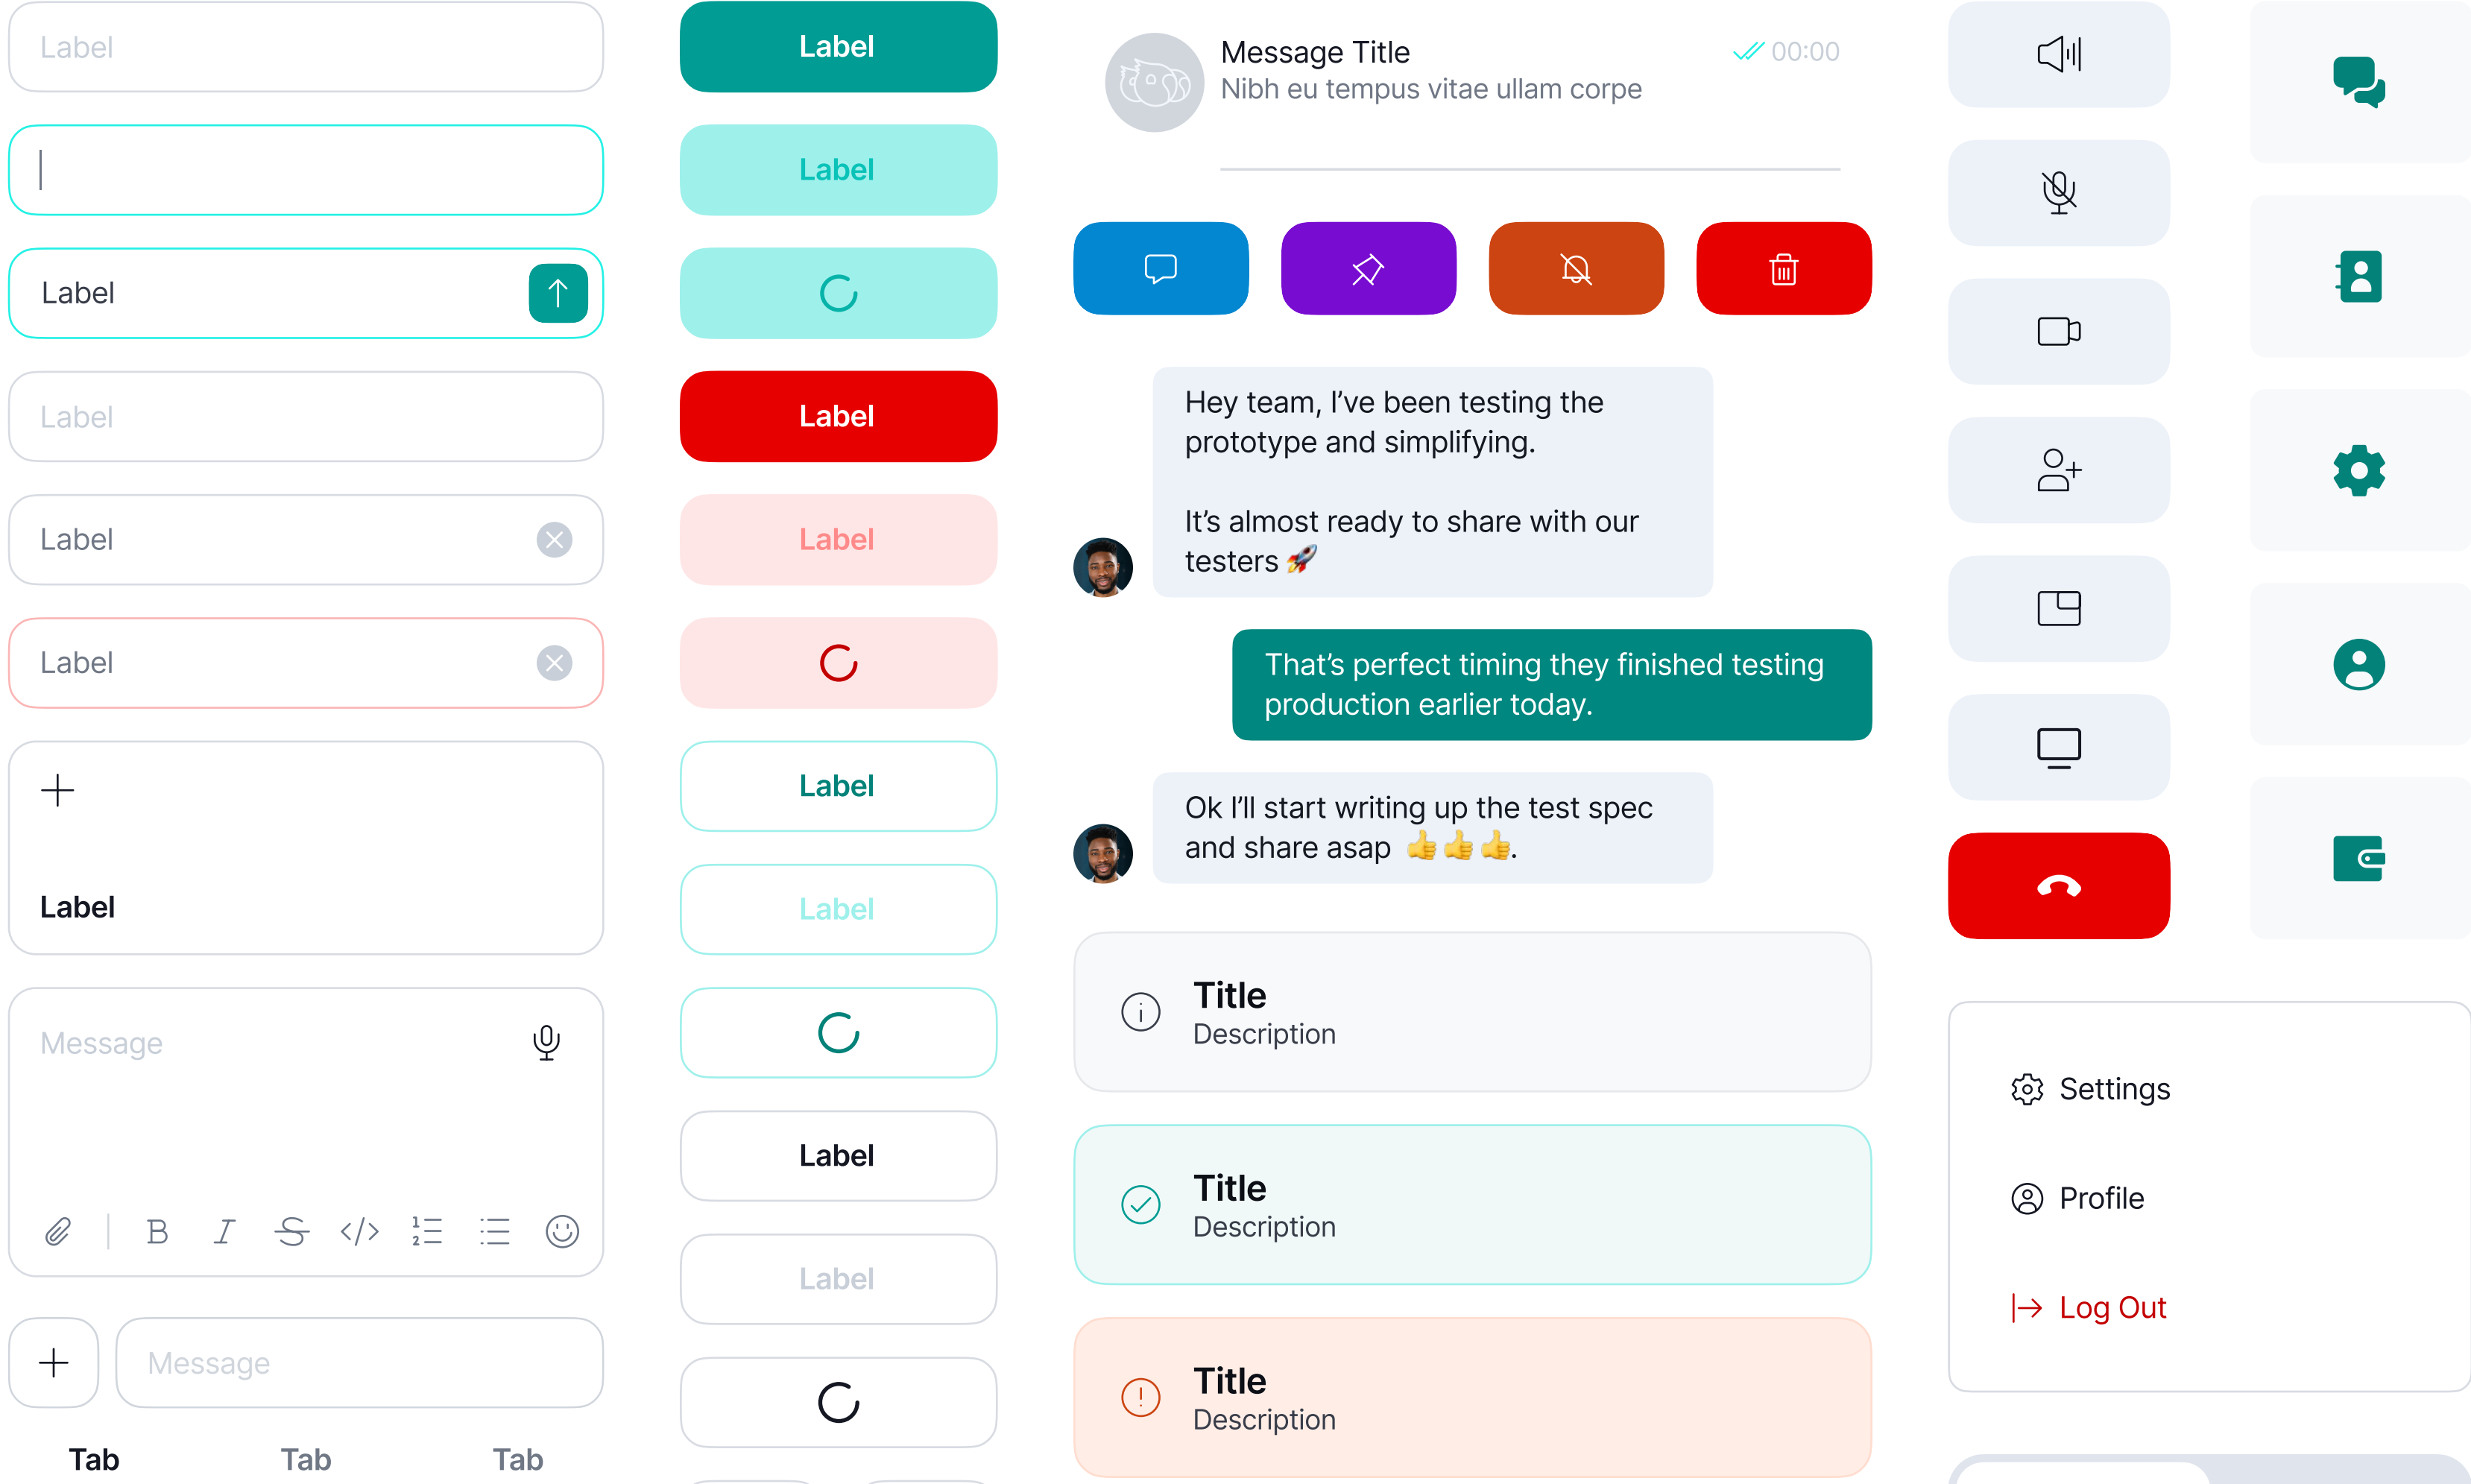 Label
Label
Label
Label
Label
Label
Message
Message
Tab Tab Tab
Label
Label
Label
Label
Label
Label
Label
Label
Message Title
00:00
Nibh eu tempus vitae ullam corpe
Hey team, I’ve been testing the
prototype and simplifying.
It’s almost ready to share with our
testers 🚀
That’s perfect timing they finished testing
production earlier today.
Ok I’ll start writing up the test spec
and share asap 👍👍👍.
Title
Description
Title
Description
Title
Description
Settings
Profile
Log Out